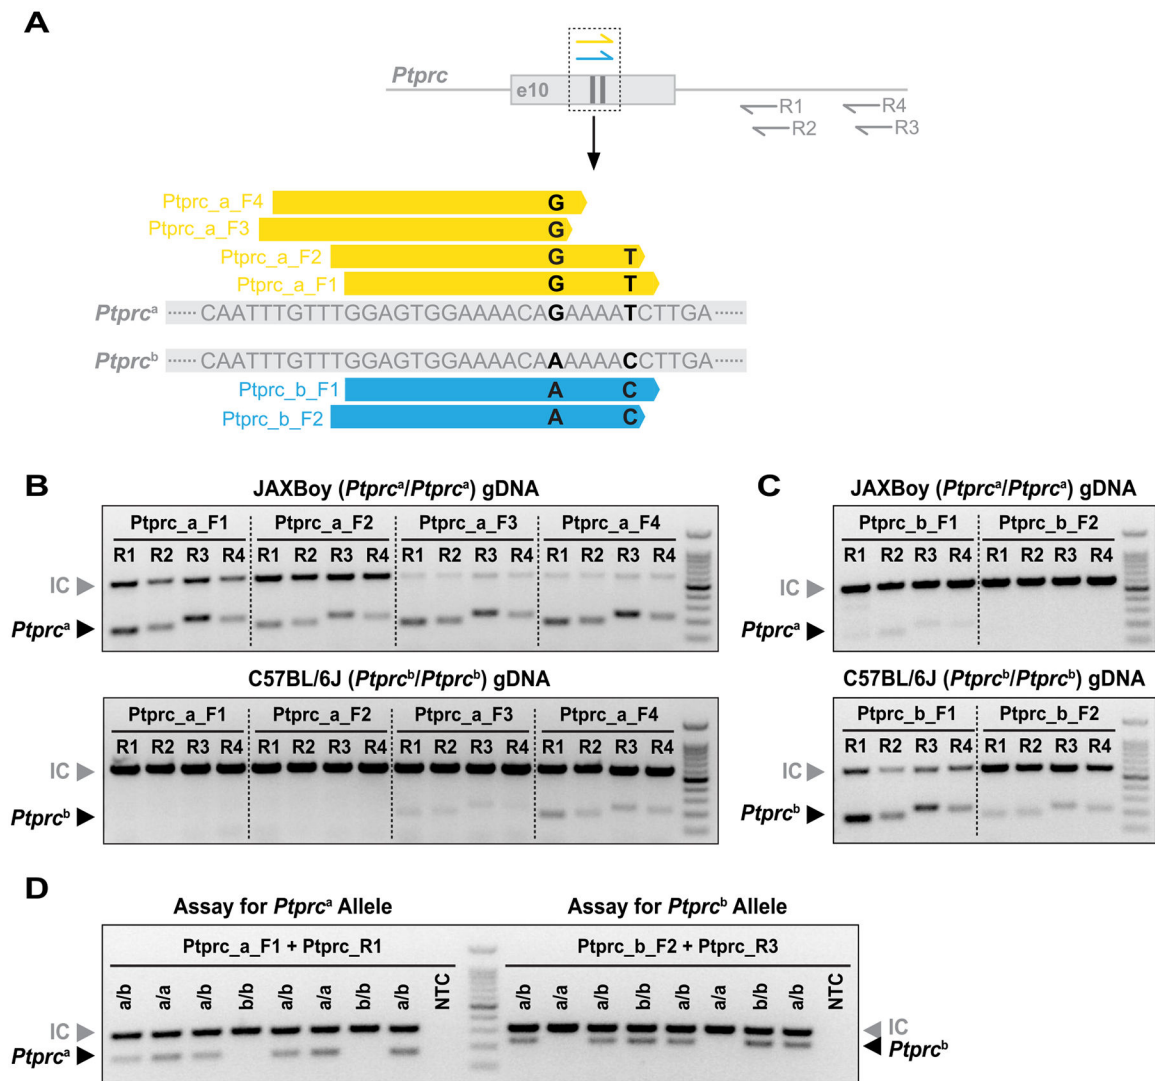 A
Ptprc
e10
R1
R4
R2
R3
Ptprc_a_F4
G
Ptprc_a_F3
G
Ptprc_a_F2
G T
Ptprc_a_F1
G T
Ptprcᵃ ······ CAATTTGTTTGGAGTGGAAAACAGAAAATCTTGA ······
Ptprcᵇ ······ CAATTTGTTTGGAGTGGAAAACAAAAAACCTTGA ······
Ptprc_b_F1
A C
Ptprc_b_F2
A C
B
JAXBoy (Ptprcᵃ/Ptprcᵃ) gDNA
Ptprc_a_F1 Ptprc_a_F2 Ptprc_a_F3 Ptprc_a_F4
R1 R2 R3 R4 R1 R2 R3 R4 R1 R2 R3 R4 R1 R2 R3 R4
IC
Ptprcᵃ
C57BL/6J (Ptprcᵇ/Ptprcᵇ) gDNA
Ptprc_a_F1 Ptprc_a_F2 Ptprc_a_F3 Ptprc_a_F4
R1 R2 R3 R4 R1 R2 R3 R4 R1 R2 R3 R4 R1 R2 R3 R4
IC
Ptprcᵇ
C
JAXBoy (Ptprcᵃ/Ptprcᵃ) gDNA
Ptprc_b_F1 Ptprc_b_F2
R1 R2 R3 R4 R1 R2 R3 R4
IC
Ptprcᵃ
C57BL/6J (Ptprcᵇ/Ptprcᵇ) gDNA
Ptprc_b_F1 Ptprc_b_F2
R1 R2 R3 R4 R1 R2 R3 R4
IC
Ptprcᵇ
D
Assay for Ptprcᵃ Allele
Ptprc_a_F1 + Ptprc_R1
a/b a/a a/b b/b a/b a/a b/b a/b NTC
IC
Ptprcᵃ
Assay for Ptprcᵇ Allele
Ptprc_b_F2 + Ptprc_R3
a/b a/a a/b b/b a/b a/a b/b a/b NTC
IC
Ptprcᵇ